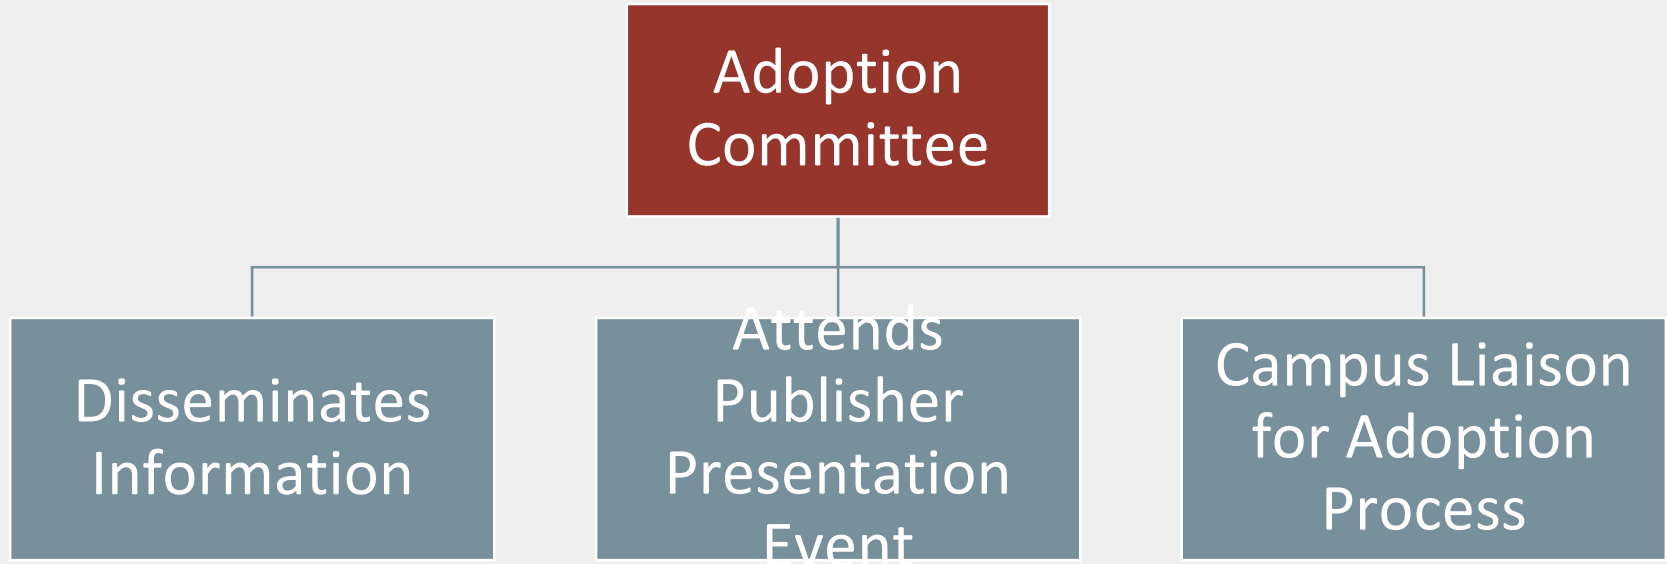 Adoption
Committee
Disseminates
Information
Attends
Publisher
Presentation
Event
Campus Liaison
for Adoption
Process